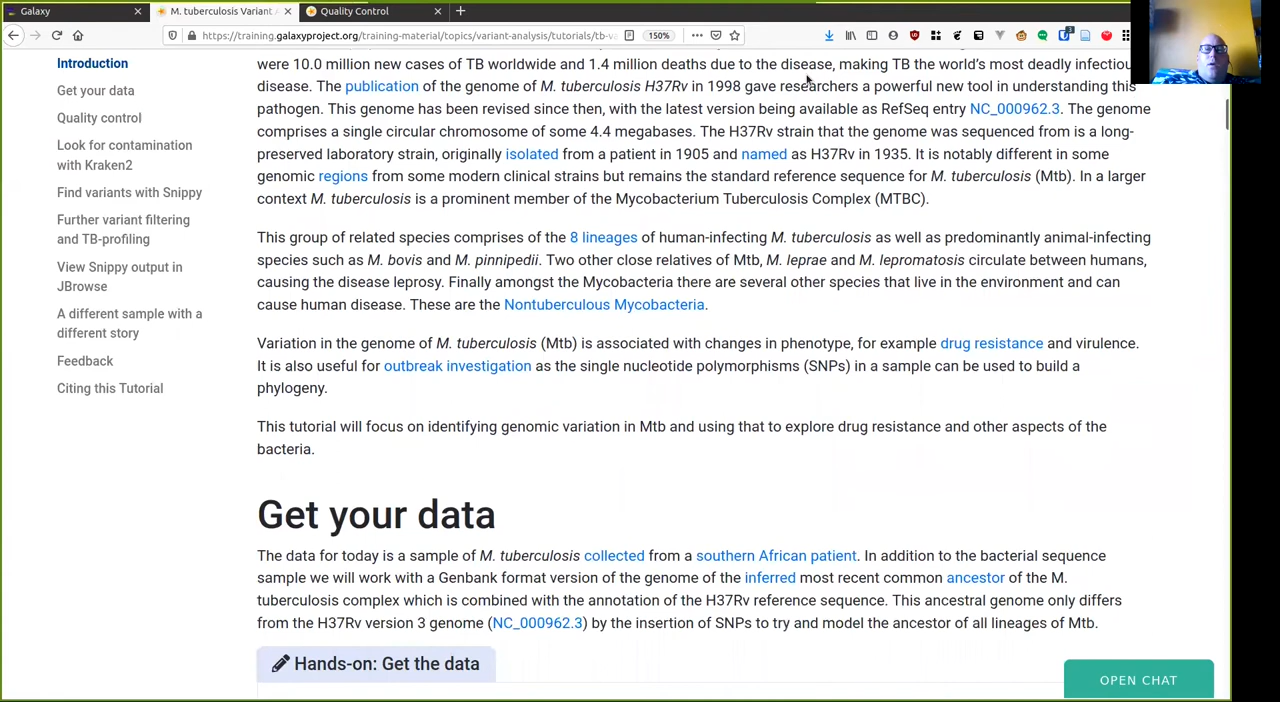 Galaxy
M. tuberculosis Variant A
Quality Control
https://training.galaxyproject.org/training-material/topics/variant-analysis/tutorials/tb-va
150%
Introduction
Get your data
Quality control
Look for contamination
with Kraken2
Find variants with Snippy
Further variant filtering
and TB-profiling
View Snippy output in
JBrowse
A different sample with a
different story
Feedback
Citing this Tutorial
were 10.0 million new cases of TB worldwide and 1.4 million deaths due to the disease, making TB the world's most deadly infectiou
disease. The publication of the genome of M. tuberculosis H37Rv in 1998 gave researchers a powerful new tool in understanding this
pathogen. This genome has been revised since then, with the latest version being available as RefSeq entry NC_000962.3. The genome
comprises a single circular chromosome of some 4.4 megabases. The H37Rv strain that the genome was sequenced from is a long-
preserved laboratory strain, originally isolated from a patient in 1905 and named as H37Rv in 1935. It is notably different in some
genomic regions from some modern clinical strains but remains the standard reference sequence for M. tuberculosis (Mtb). In a larger
context M. tuberculosis is a prominent member of the Mycobacterium Tuberculosis Complex (MTBC).
This group of related species comprises of the 8 lineages of human-infecting M. tuberculosis as well as predominantly animal-infecting
species such as M. bovis and M. pinnipedii. Two other close relatives of Mtb, M. leprae and M. lepromatosis circulate between humans,
causing the disease leprosy. Finally amongst the Mycobacteria there are several other species that live in the environment and can
cause human disease. These are the Nontuberculous Mycobacteria.
Variation in the genome of M. tuberculosis (Mtb) is associated with changes in phenotype, for example drug resistance and virulence.
It is also useful for outbreak investigation as the single nucleotide polymorphisms (SNPs) in a sample can be used to build a
phylogeny.
This tutorial will focus on identifying genomic variation in Mtb and using that to explore drug resistance and other aspects of the
bacteria.
Get your data
The data for today is a sample of M. tuberculosis collected from a southern African patient. In addition to the bacterial sequence
sample we will work with a Genbank format version of the genome of the inferred most recent common ancestor of the M.
tuberculosis complex which is combined with the annotation of the H37Rv reference sequence. This ancestral genome only differs
from the H37Rv version 3 genome (NC_000962.3) by the insertion of SNPs to try and model the ancestor of all lineages of Mtb.
Hands-on: Get the data
OPEN CHAT